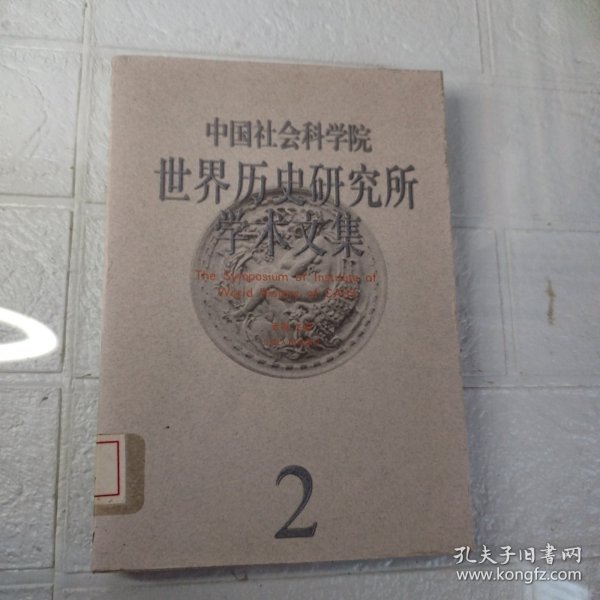 中国社会科学院
世界历史研究所
学术文集
The Symposium of Institute of
World History of CASS
2
孔夫子旧书网
www.kongfz.com